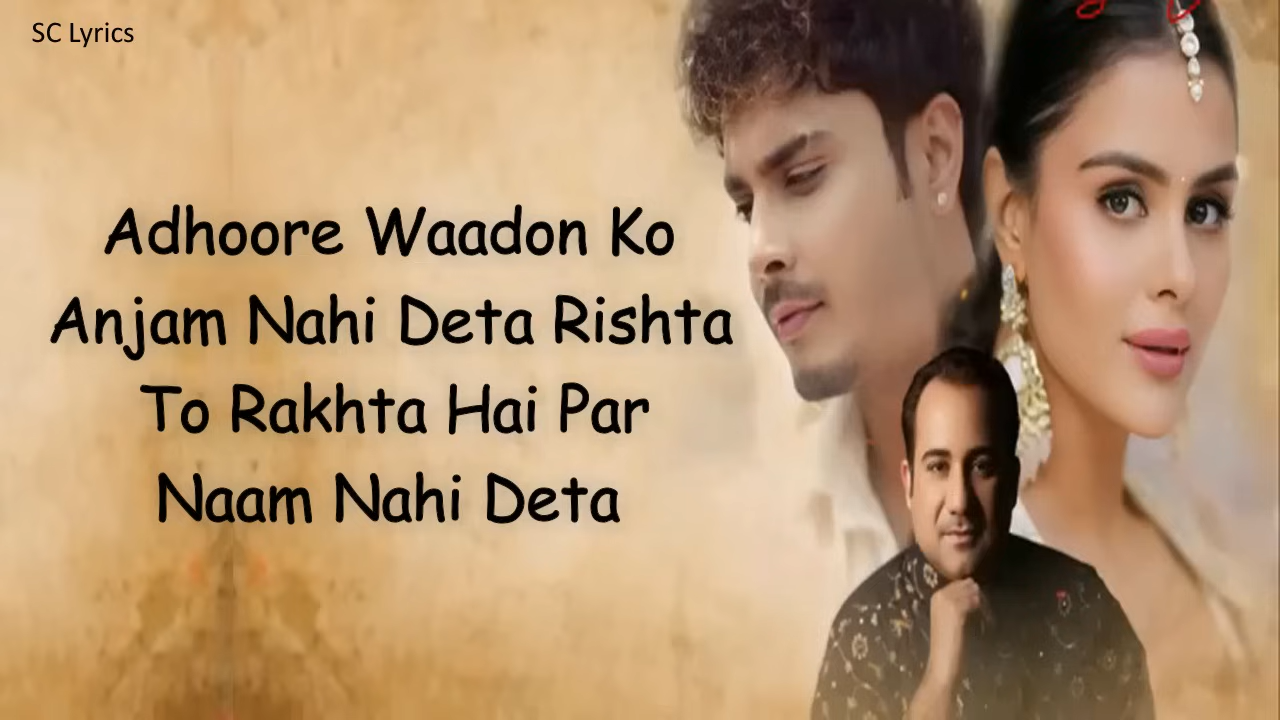 SC Lyrics
Adhoore Waadon Ko
Anjam Nahi Deta Rishta
To Rakhta Hai Par
Naam Nahi Deta